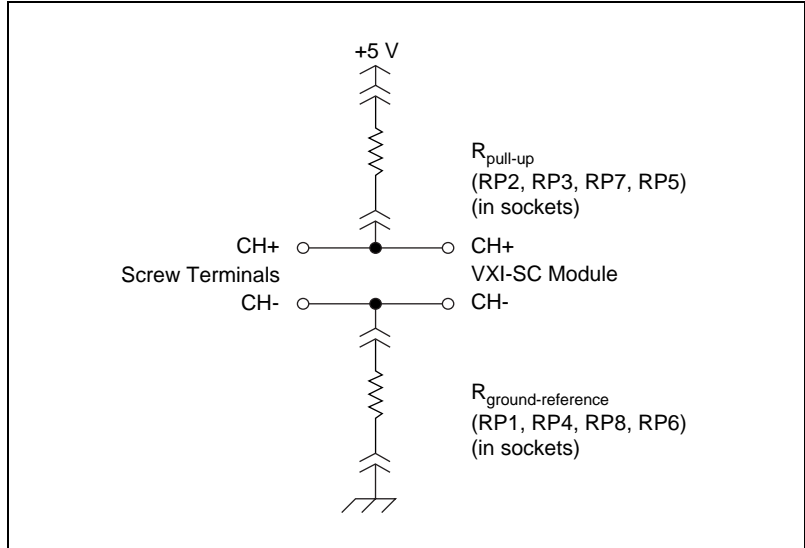 +5 V
Rpull-up
(RP2, RP3, RP7, RP5)
(in sockets)
CH+ CH+
Screw Terminals VXI-SC Module
CH- CH-
Rground-reference
(RP1, RP4, RP8, RP6)
(in sockets)